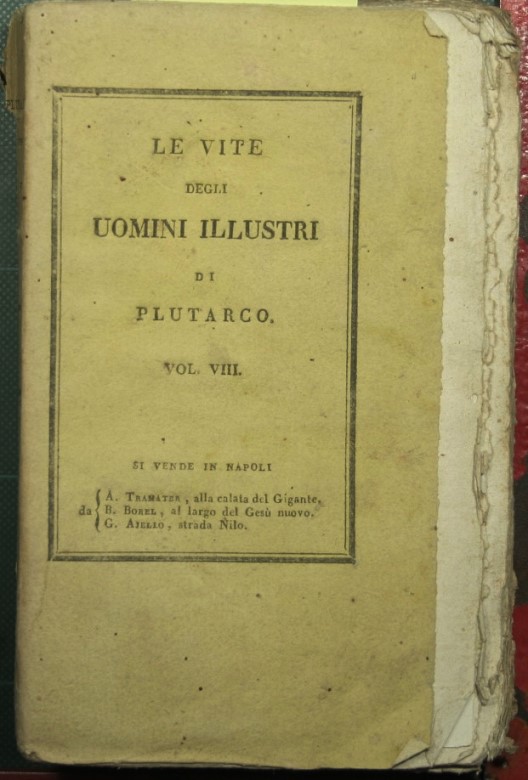 LE VITE
DEGLI
UOMINI ILLUSTRI
DI
PLUTARCO.
VOL. VIII.
SI VENDE IN NAPOLI
A. TRAMATER, alla calata del Gigante.
da B. BOREL, al largo del Gesù nuovo.
G. AJELLO, strada Nilo.